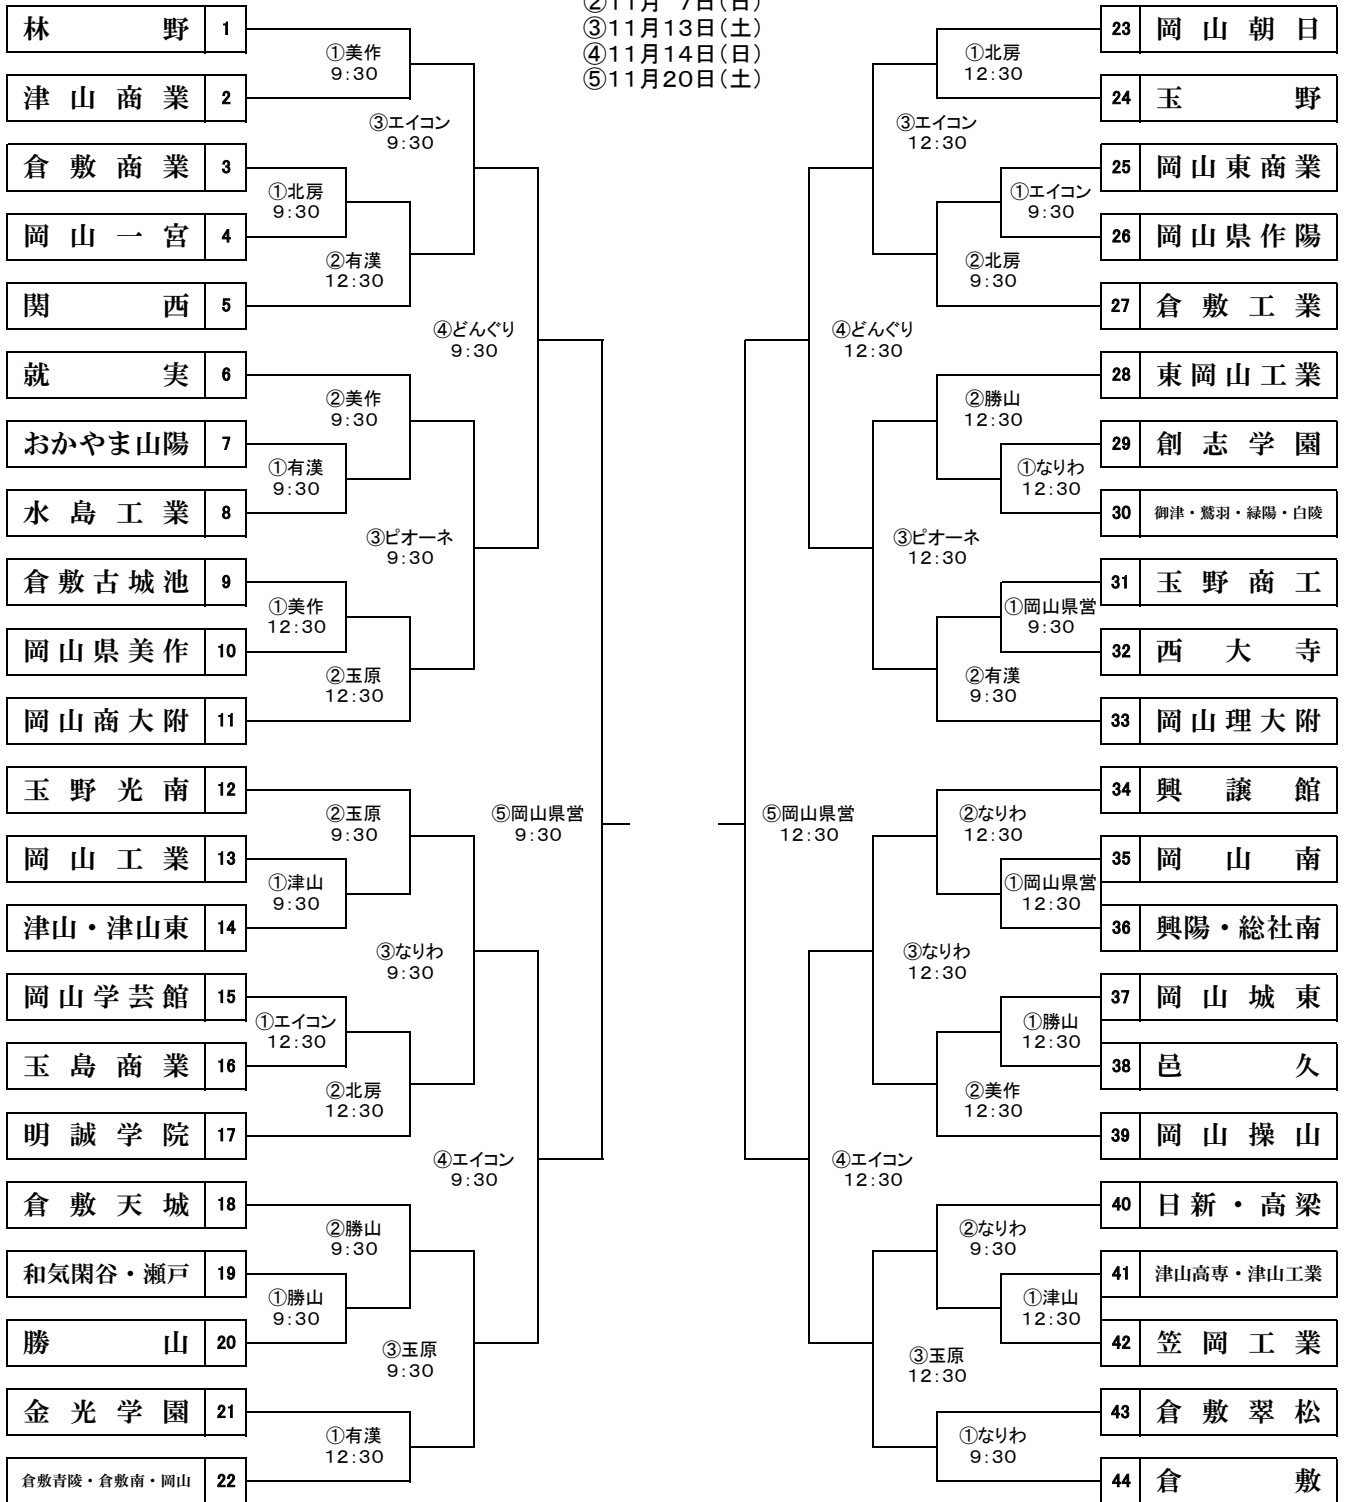 ②11月 7日(日)
③11月13日(土)
④11月14日(日)
⑤11月20日(土)
林野 1
①美作
9:30
津山商業 2
③エイコン
9:30
倉敷商業 3
①北房
9:30
岡山一宮 4
②有漢
12:30
関西 5
④どんぐり
9:30
就実 6
②美作
9:30
おかやま山陽 7
①有漢
9:30
水島工業 8
③ピオーネ
9:30
倉敷古城池 9
①美作
12:30
岡山県美作 10
②玉原
12:30
岡山商大附 11
玉野光南 12
②玉原
9:30
⑤岡山県営
9:30
岡山工業 13
①津山
9:30
津山・津山東 14
③なりわ
9:30
岡山学芸館 15
①エイコン
12:30
玉島商業 16
②北房
12:30
明誠学院 17
④エイコン
9:30
倉敷天城 18
②勝山
9:30
和気閑谷・瀬戸 19
①勝山
9:30
勝山 20
③玉原
9:30
金光学園 21
①有漢
12:30
倉敷青陵・倉敷南・岡山 22
23 岡山朝日
①北房
12:30
24 玉野
③エイコン
12:30
25 岡山東商業
①エイコン
9:30
26 岡山県作陽
②北房
9:30
27 倉敷工業
④どんぐり
12:30
28 東岡山工業
②勝山
12:30
29 創志学園
①なりわ
12:30
30 御津・鷲羽・緑陽・白陵
③ピオーネ
12:30
31 玉野商工
①岡山県営
9:30
32 西大寺
②有漢
9:30
33 岡山理大附
34 興譲館
⑤岡山県営
12:30
②なりわ
12:30
35 岡山南
①岡山県営
12:30
36 興陽・総社南
③なりわ
12:30
37 岡山城東
①勝山
12:30
38 邑久
②美作
12:30
39 岡山操山
④エイコン
12:30
40 日新・高梁
②なりわ
9:30
41 津山高専・津山工業
①津山
12:30
42 笠岡工業
③玉原
12:30
43 倉敷翠松
①なりわ
9:30
44 倉敷